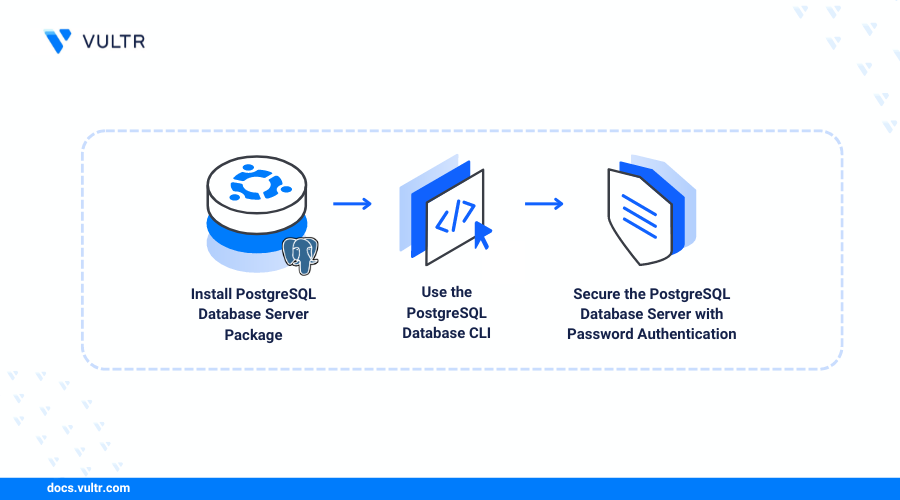 VULTR
</>
Install PostgreSQL
Database Server
Package
Use the
PostgreSQL
Database CLI
Secure the PostgreSQL
Database Server with
Password Authentication
docs.vultr.com